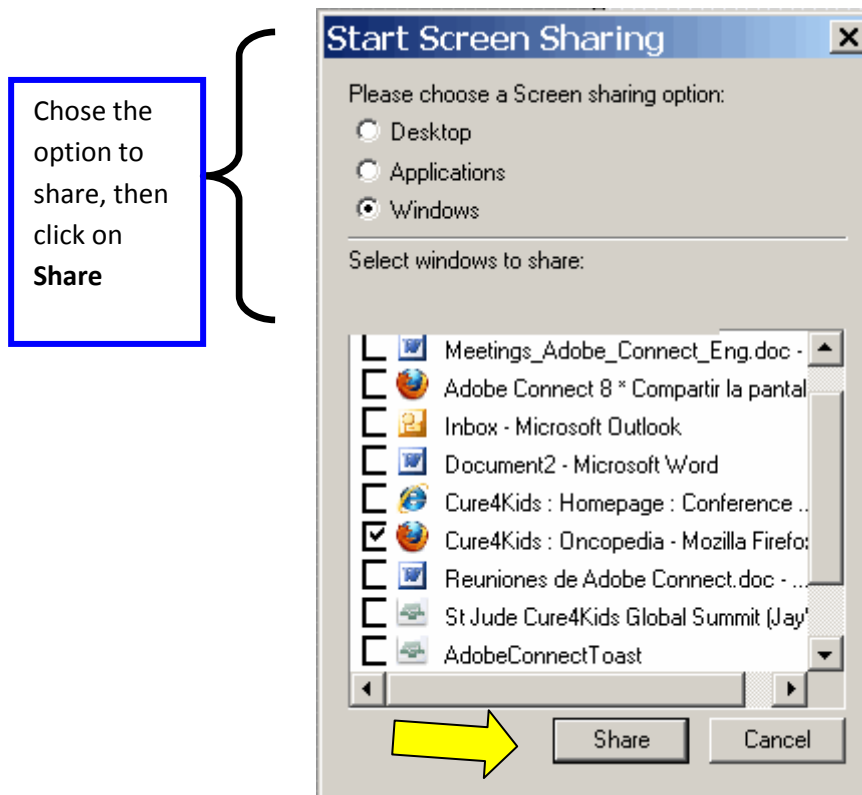 Chose the
option to
share, then
click on
Share
Start Screen Sharing
Please choose a Screen sharing option:
Desktop
Applications
Windows
Select windows to share:
Meetings_Adobe_Connect_Eng.doc -
Adobe Connect 8 * Compartir la pantal
Inbox - Microsoft Outlook
Document2 - Microsoft Word
Cure4Kids : Homepage : Conference ..
Cure4Kids : Oncopedia - Mozilla Firefo
Reuniones de Adobe Connect.doc - ...
St Jude Cure4Kids Global Summit (Jay'
AdobeConnectToast
Share Cancel